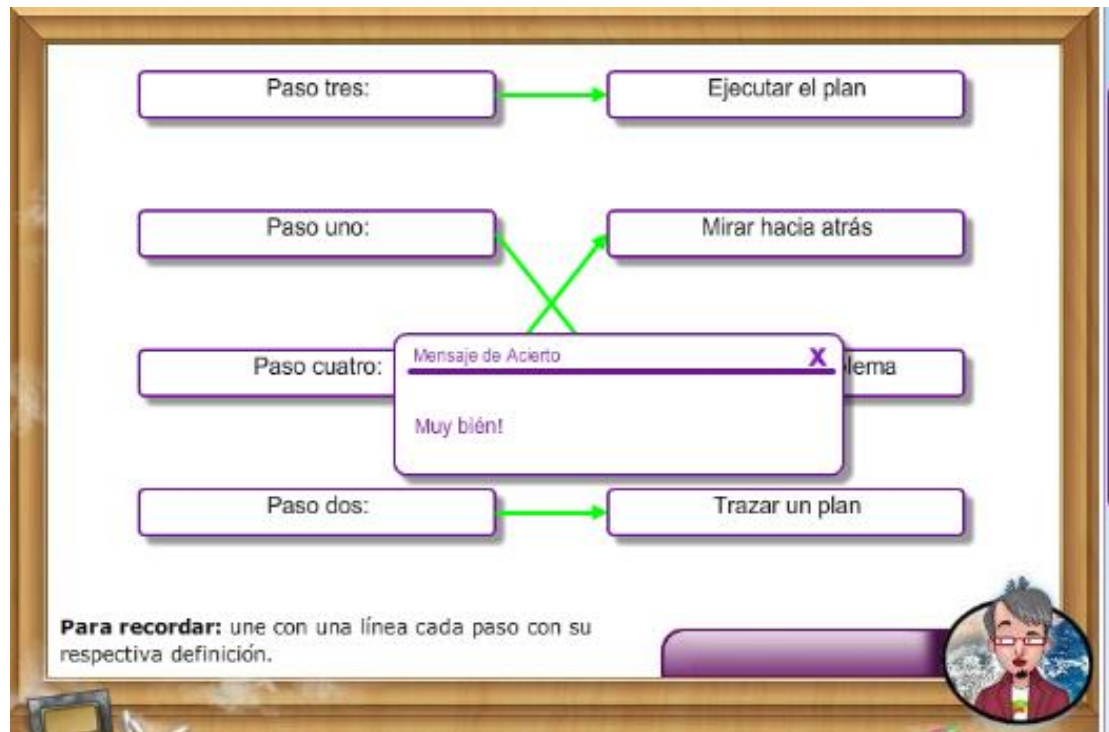 Paso tres:
Ejecutar el plan
Paso uno:
Mirar hacia atrás
Paso cuatro:
Mensaje de Acierto
X
lema
Muy bién!
Paso dos:
Trazar un plan
Para recordar: une con una línea cada paso con su
respectiva definición.